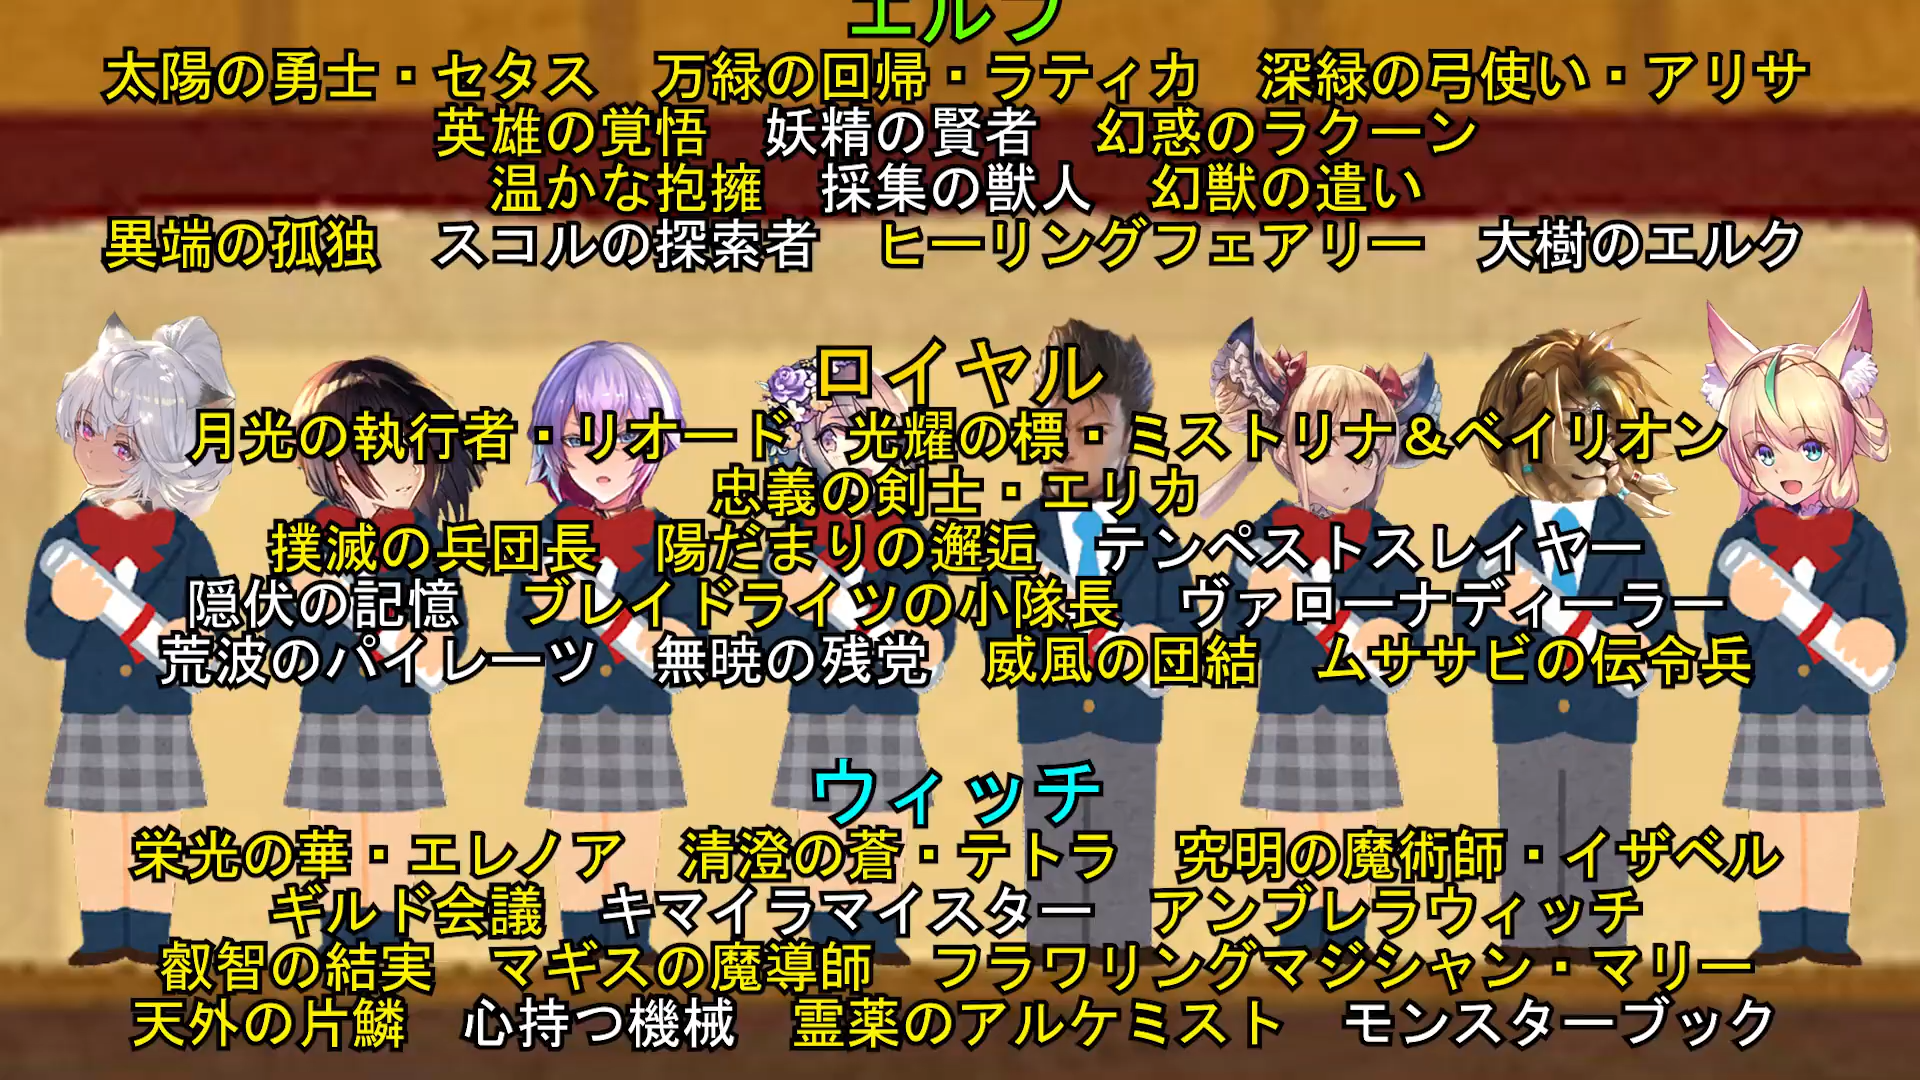 エルフ
太陽の勇士・セタス　万緑の回帰・ラティカ　深緑の弓使い・アリサ
英雄の覚悟　妖精の賢者　幻惑のラクーン
温かな抱擁　採集の獣人　幻獣の遣い
異端の孤独　スコルの探索者　ヒーリングフェアリー　大樹のエルク
ロイヤル
月光の執行者・リオード　光耀の標・ミストリナ＆ベイリオン
忠義の剣士・エリカ
撲滅の兵団長　陽だまりの邂逅　テンペストスレイヤー
隠伏の記憶　ブレイドライツの小隊長　ヴァローナディーラー
荒波のパイレーツ　無暁の残党　威風の団結　ムササビの伝令兵
ウィッチ
栄光の華・エレノア　清澄の蒼・テトラ　究明の魔術師・イザベル
ギルド会議　キマイラマイスター　アンブレラウィッチ
叡智の結実　マギスの魔導師　フラワリングマジシャン・マリー
天外の片鱗　心持つ機械　霊薬のアルケミスト　モンスターブック